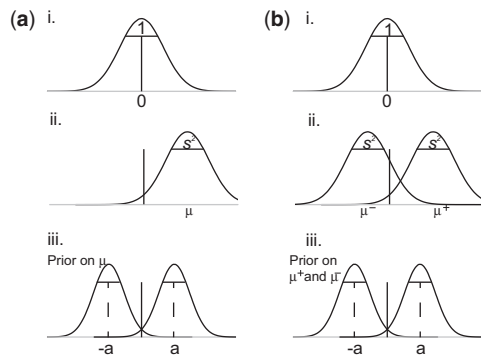 (a)
i.
1
0
ii.
s²
μ
iii.
Prior on μ
-a
a
(b)
i.
1
0
ii.
s²
s²
μ⁻
μ⁺
iii.
Prior on
μ⁺and μ⁻
-a
a